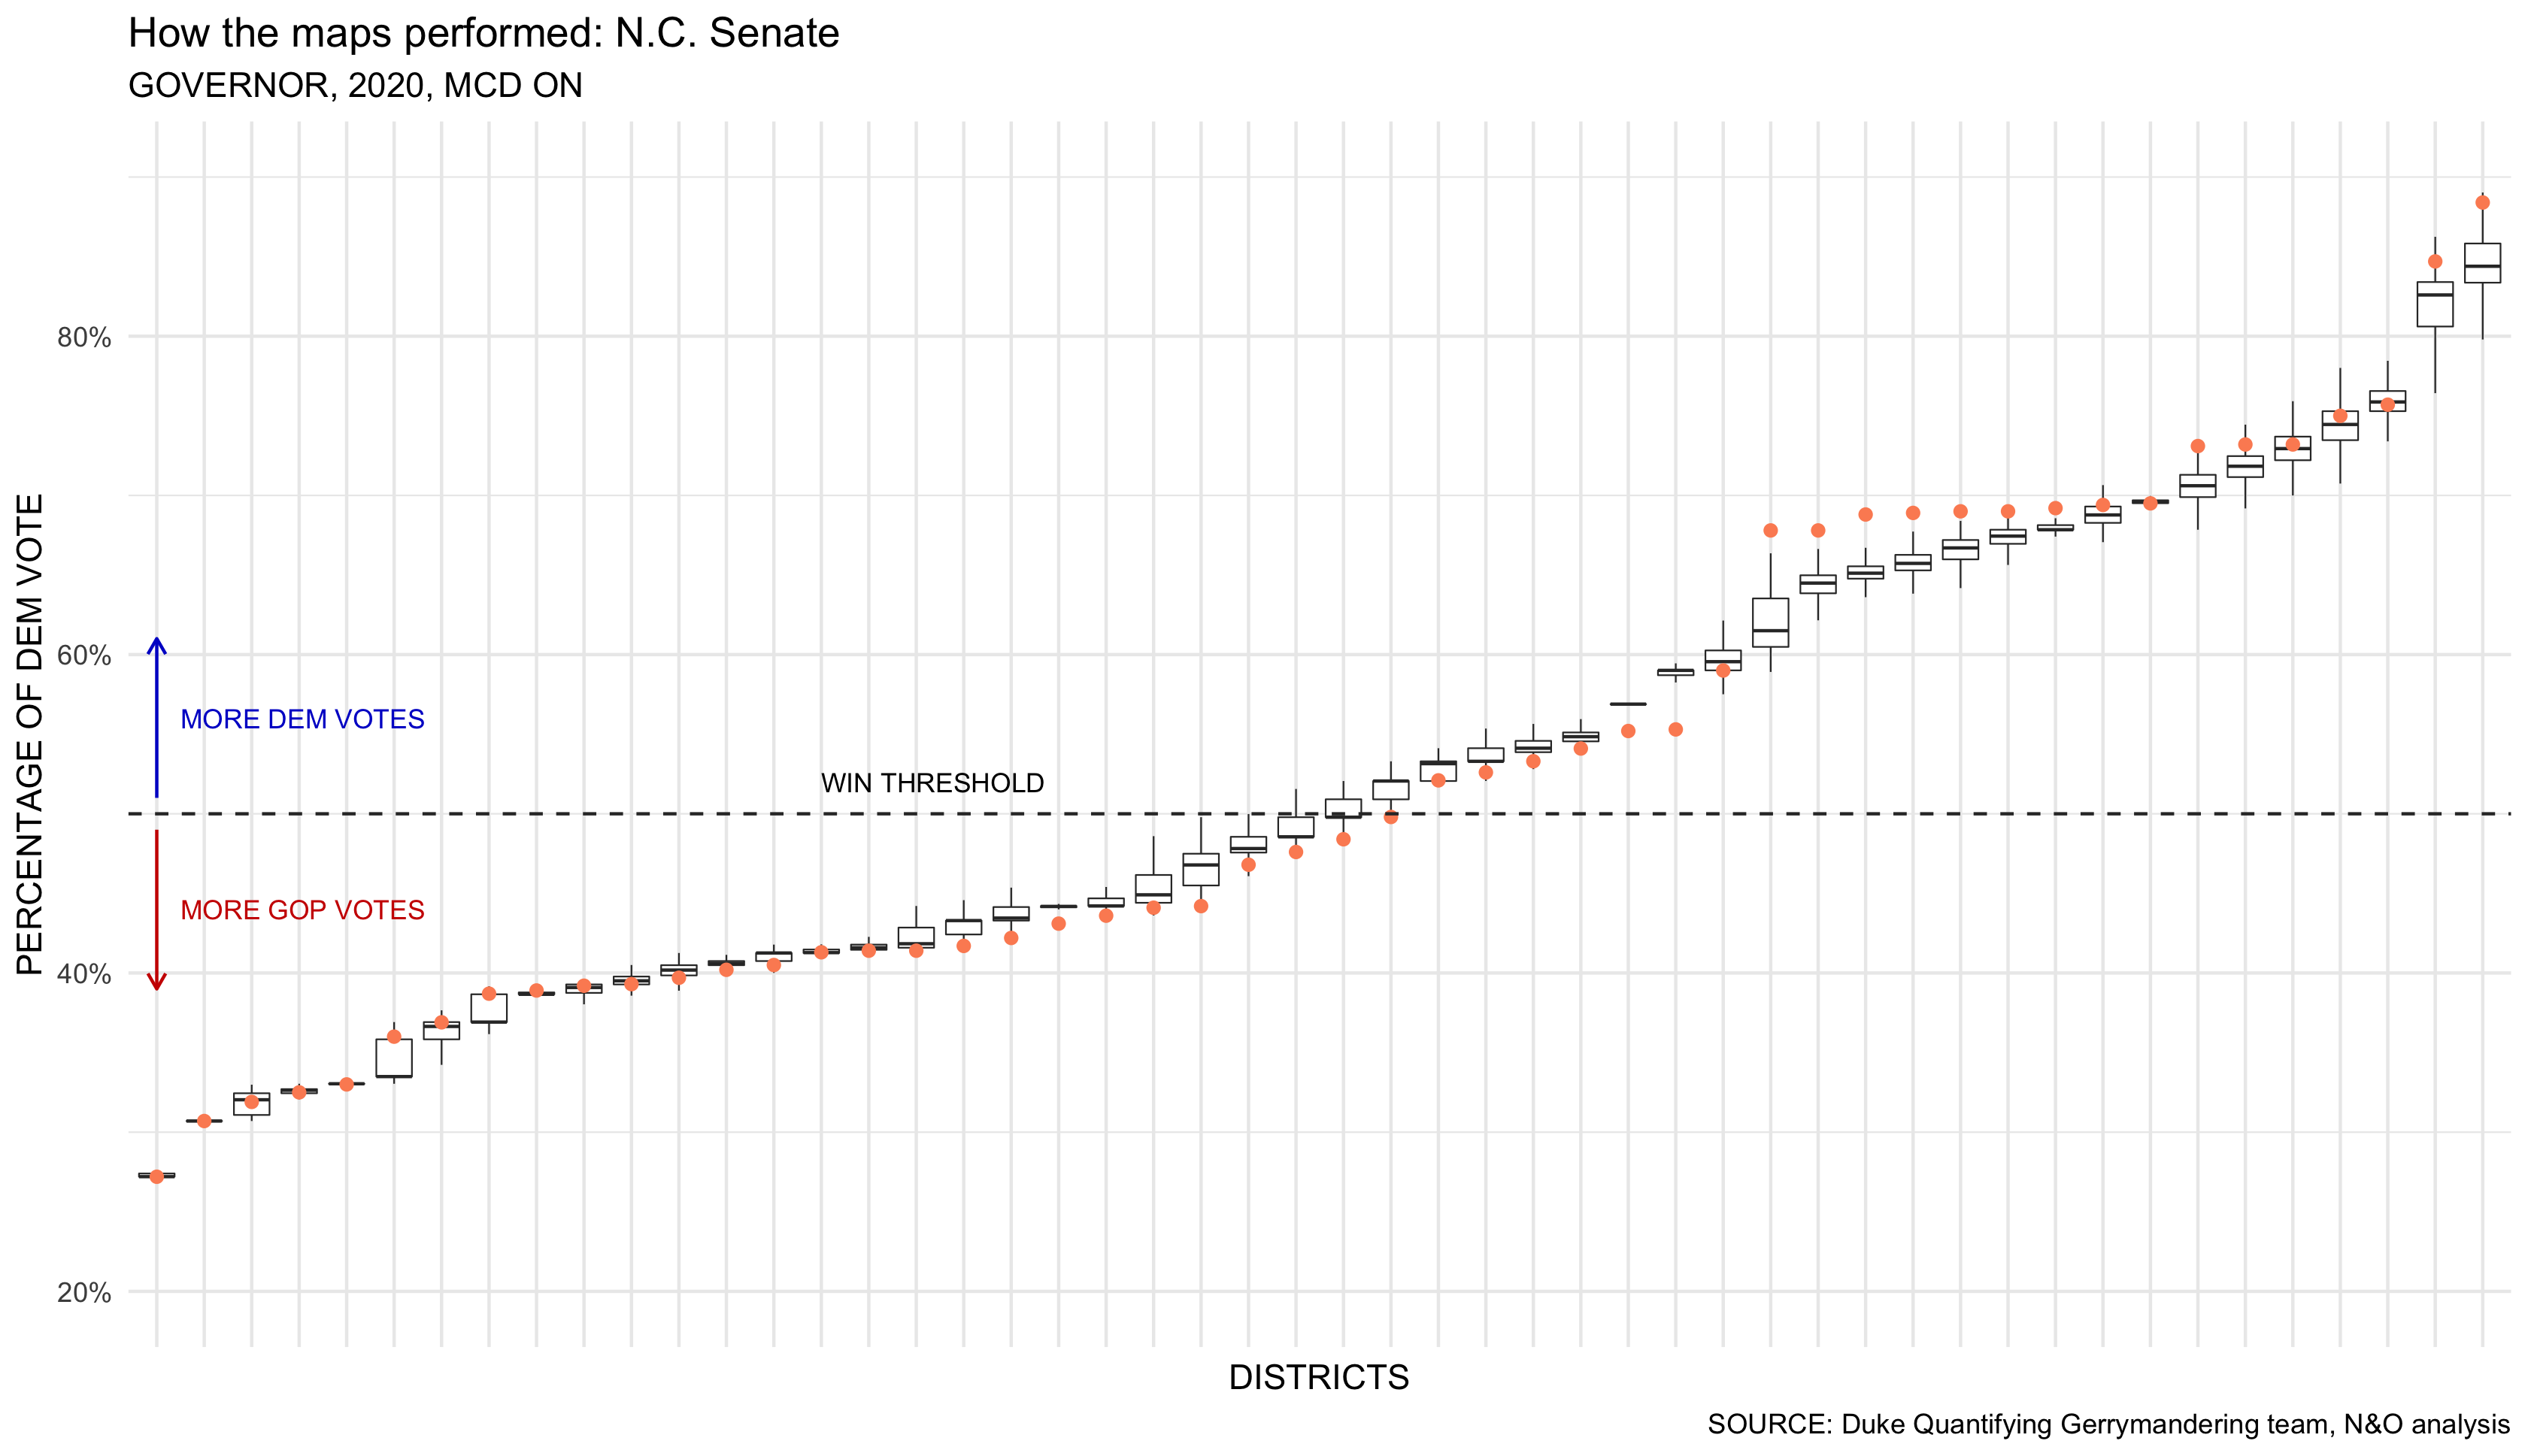 How the maps performed: N.C. Senate
GOVERNOR, 2020, MCD ON
PERCENTAGE OF DEM VOTE
80%
60%
40%
20%
MORE DEM VOTES
WIN THRESHOLD
MORE GOP VOTES
DISTRICTS
SOURCE: Duke Quantifying Gerrymandering team, N&O analysis